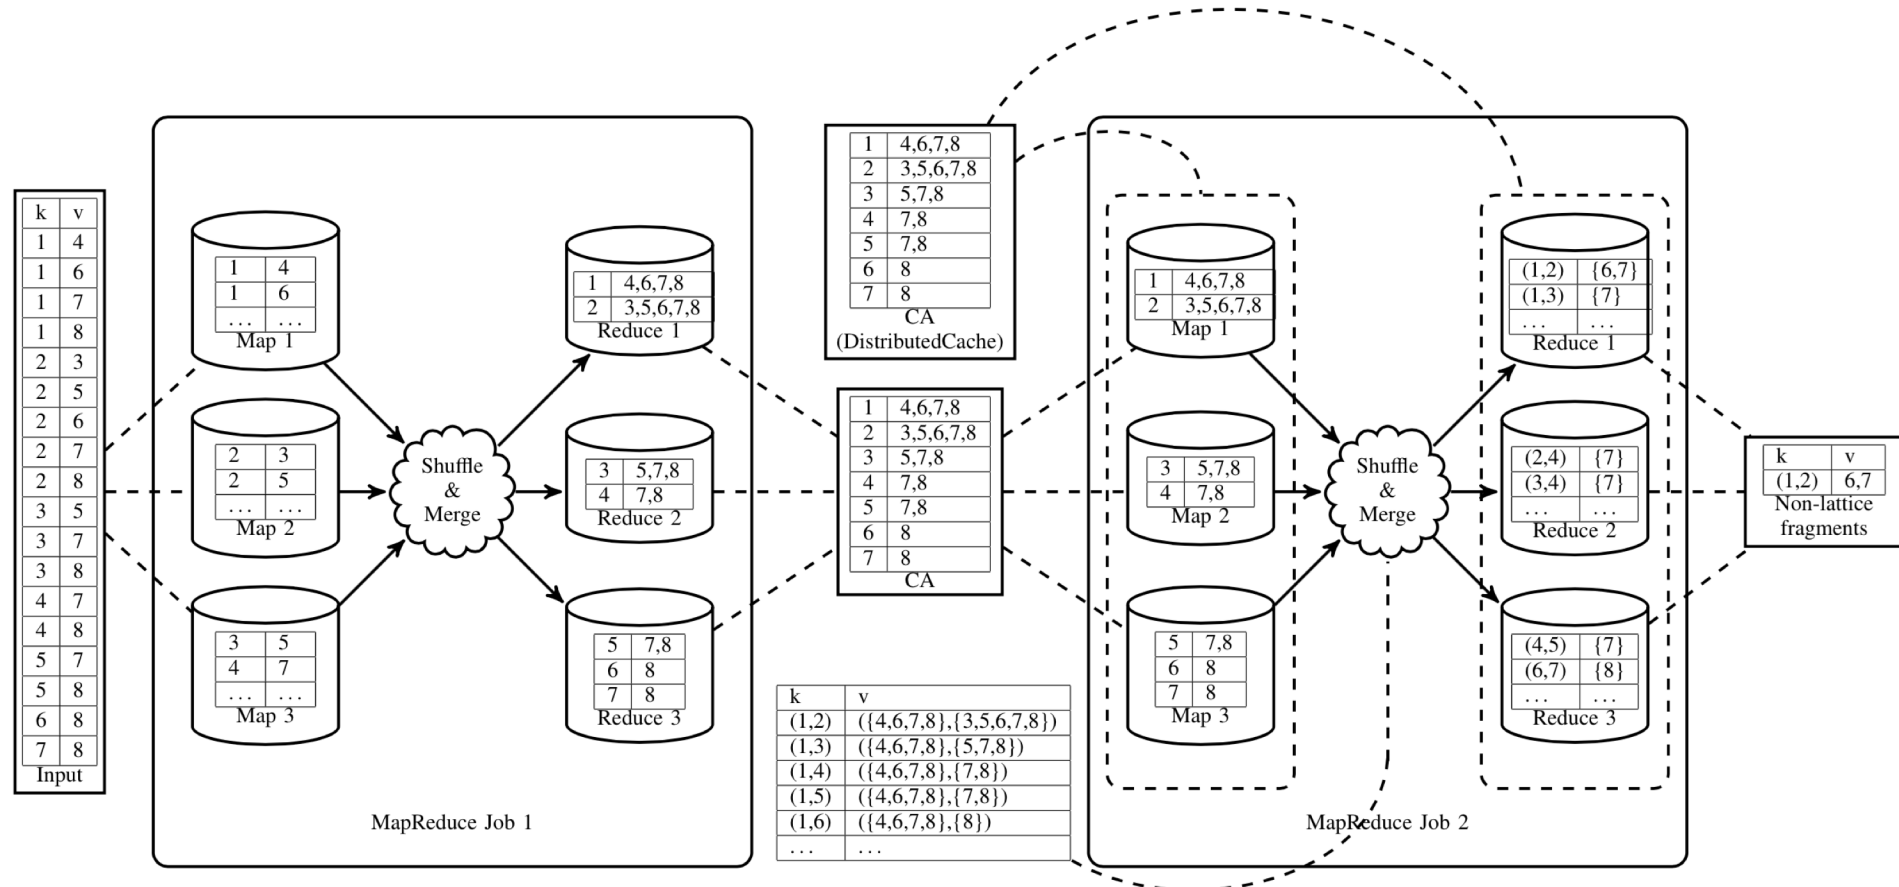 k v
1 4
1 6
1 7
1 8
2 3
2 5
2 6
2 7
2 8
3 5
3 7
3 8
4 7
4 8
5 7
5 8
6 8
7 8
Input
1 4
1 6
... ...
Map 1
2 3
2 5
... ...
Map 2
3 5
4 7
... ...
Map 3
Shuffle
&
Merge
1 4,6,7,8
2 3,5,6,7,8
Reduce 1
3 5,7,8
4 7,8
Reduce 2
5 7,8
6 8
7 8
Reduce 3
MapReduce Job 1
1 4,6,7,8
2 3,5,6,7,8
3 5,7,8
4 7,8
5 7,8
6 8
7 8
CA
(DistributedCache)
1 4,6,7,8
2 3,5,6,7,8
3 5,7,8
4 7,8
5 7,8
6 8
7 8
CA
k v
(1,2) ({4,6,7,8},{3,5,6,7,8})
(1,3) ({4,6,7,8},{5,7,8})
(1,4) ({4,6,7,8},{7,8})
(1,5) ({4,6,7,8},{7,8})
(1,6) ({4,6,7,8},{8})
... ...
1 4,6,7,8
2 3,5,6,7,8
Map 1
3 5,7,8
4 7,8
Map 2
5 7,8
6 8
7 8
Map 3
Shuffle
&
Merge
(1,2) {6,7}
(1,3) {7}
... ...
Reduce 1
(2,4) {7}
(3,4) {7}
... ...
Reduce 2
(4,5) {7}
(6,7) {8}
... ...
Reduce 3
MapReduce Job 2
k v
(1,2) 6,7
Non-lattice
fragments